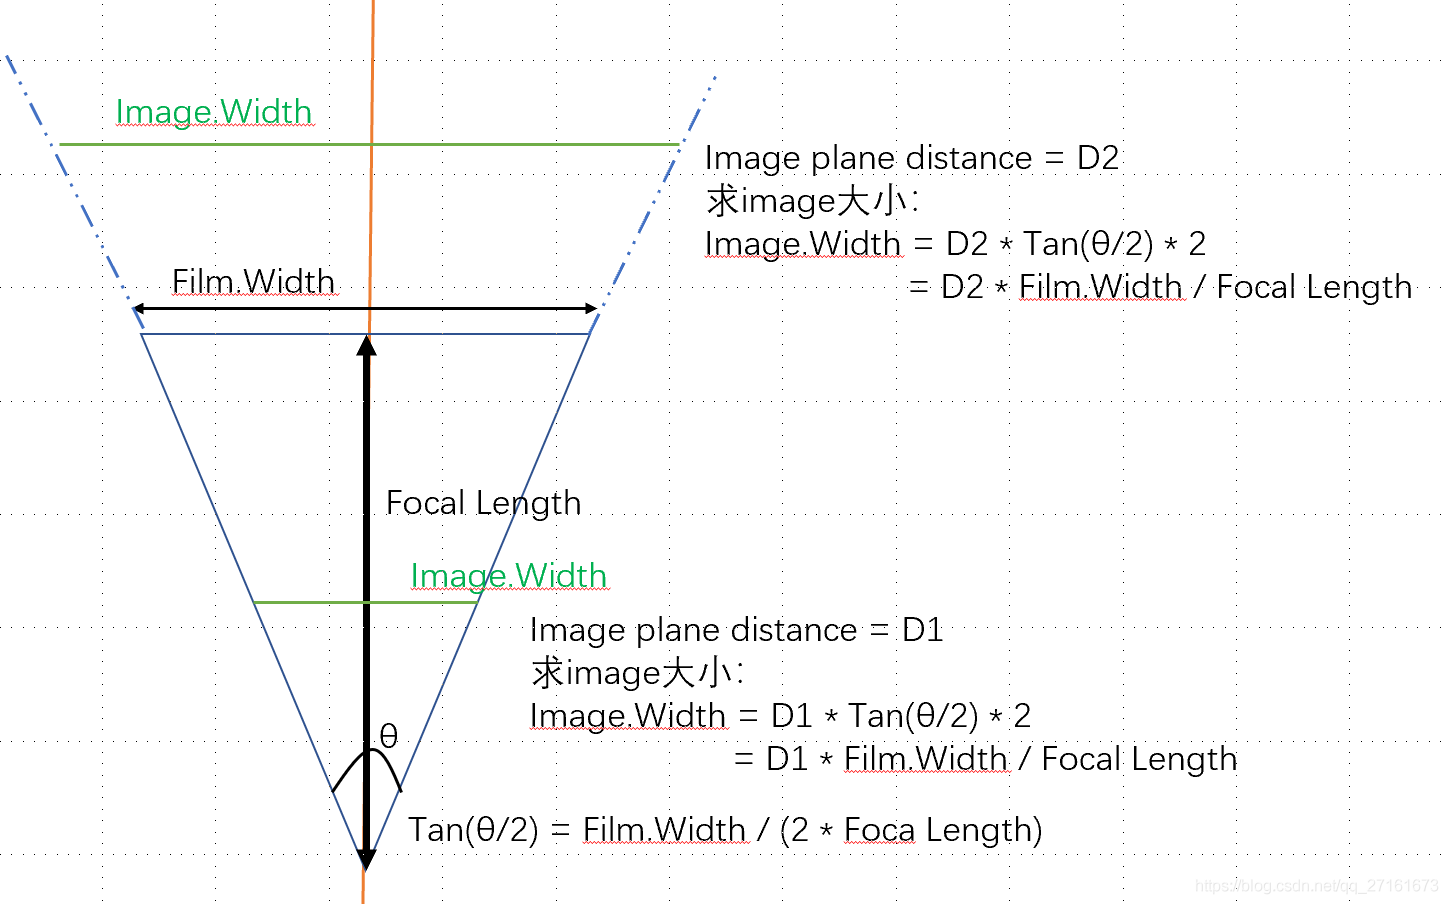 Image.Width
Image plane distance = D2
求image大小：
Image.Width = D2 * Tan(θ/2) * 2
= D2 * Film.Width / Focal Length
Film.Width
Focal Length
Image.Width
Image plane distance = D1
求image大小：
Image.Width = D1 * Tan(θ/2) * 2
= D1 * Film.Width / Focal Length
θ
Tan(θ/2) = Film.Width / (2 * Foca Length)
https://blog.csdn.net/qq_27161673